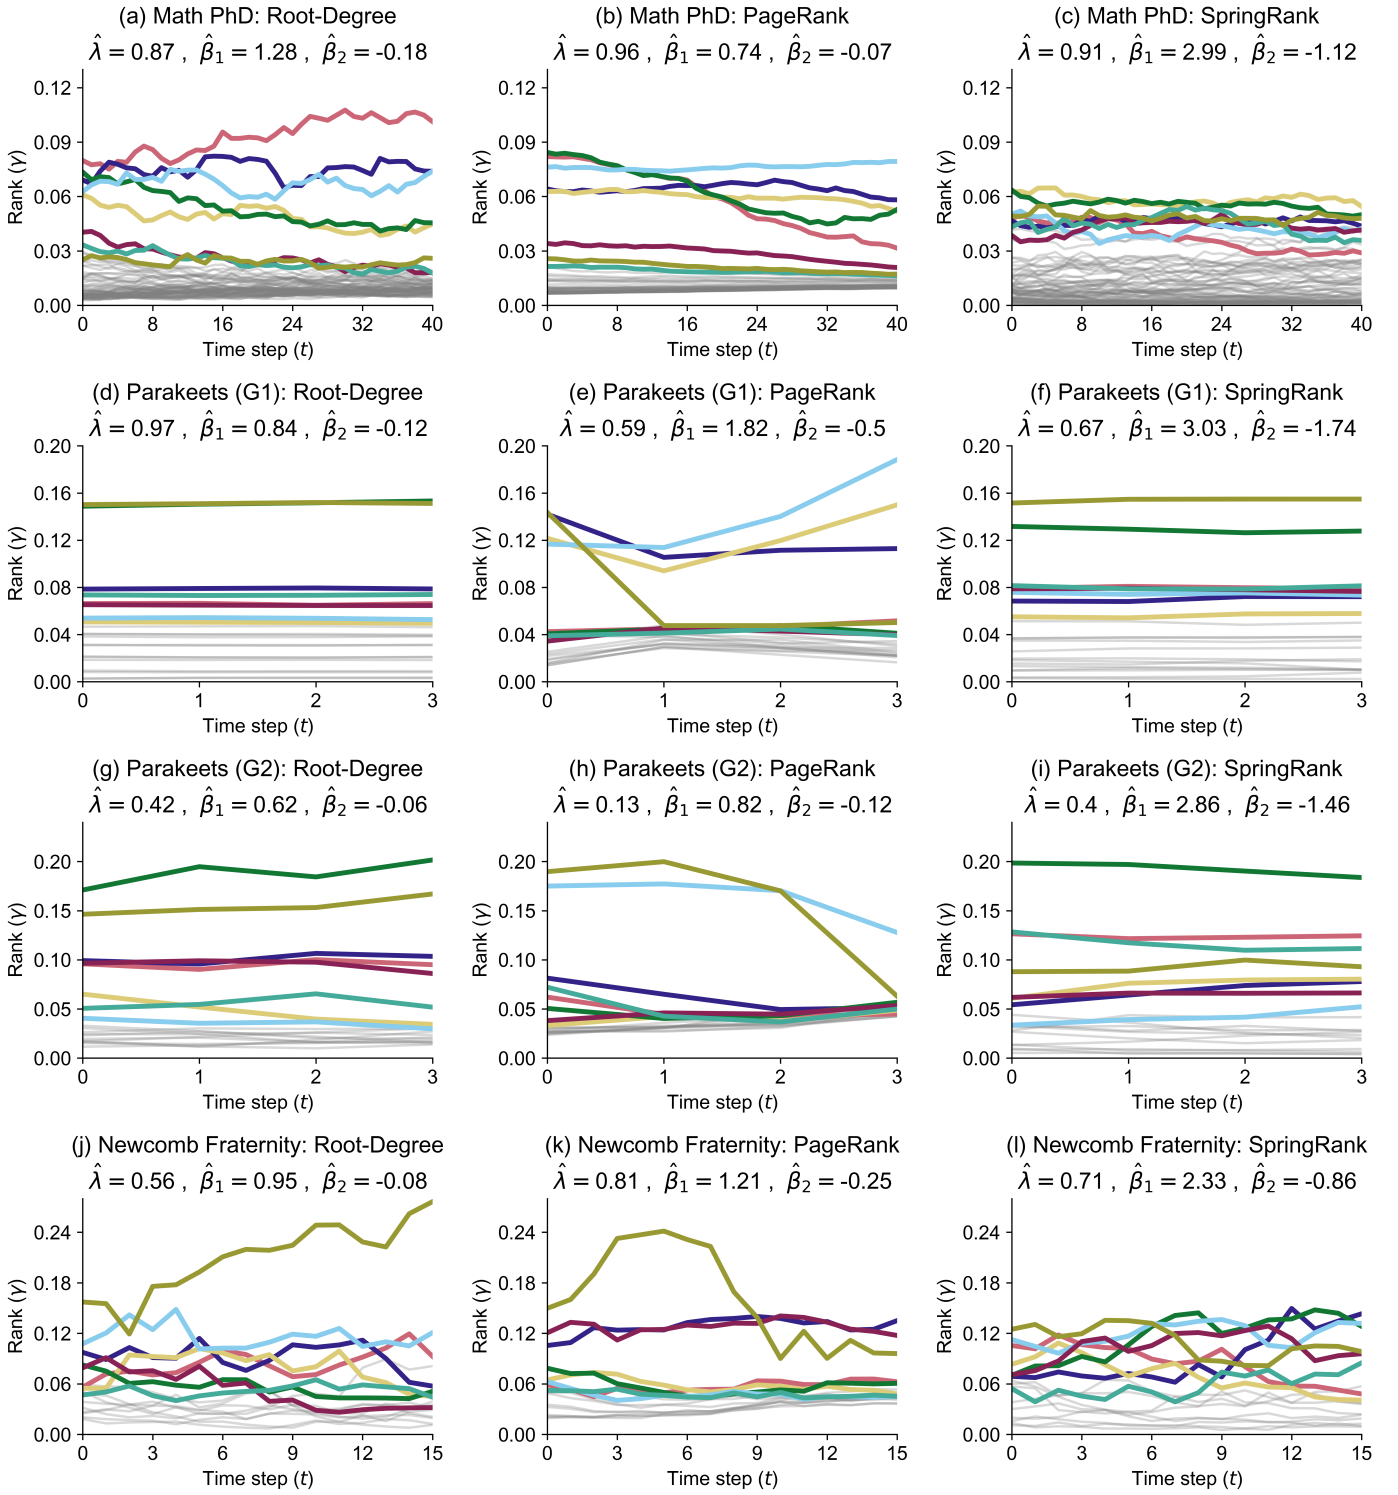 (a) Math PhD: Root-Degree
λ̂ = 0.87 , β̂₁ = 1.28 , β̂₂ = -0.18
Rank (γ)
0.12
0.09
0.06
0.03
0.00
0 8 16 24 32 40
Time step (t)
(b) Math PhD: PageRank
λ̂ = 0.96 , β̂₁ = 0.74 , β̂₂ = -0.07
Rank (γ)
0.12
0.09
0.06
0.03
0.00
0 8 16 24 32 40
Time step (t)
(c) Math PhD: SpringRank
λ̂ = 0.91 , β̂₁ = 2.99 , β̂₂ = -1.12
Rank (γ)
0.12
0.09
0.06
0.03
0.00
0 8 16 24 32 40
Time step (t)
(d) Parakeets (G1): Root-Degree
λ̂ = 0.97 , β̂₁ = 0.84 , β̂₂ = -0.12
Rank (γ)
0.20
0.16
0.12
0.08
0.04
0.00
0 1 2 3
Time step (t)
(e) Parakeets (G1): PageRank
λ̂ = 0.59 , β̂₁ = 1.82 , β̂₂ = -0.5
Rank (γ)
0.20
0.16
0.12
0.08
0.04
0.00
0 1 2 3
Time step (t)
(f) Parakeets (G1): SpringRank
λ̂ = 0.67 , β̂₁ = 3.03 , β̂₂ = -1.74
Rank (γ)
0.20
0.16
0.12
0.08
0.04
0.00
0 1 2 3
Time step (t)
(g) Parakeets (G2): Root-Degree
λ̂ = 0.42 , β̂₁ = 0.62 , β̂₂ = -0.06
Rank (γ)
0.20
0.15
0.10
0.05
0.00
0 1 2 3
Time step (t)
(h) Parakeets (G2): PageRank
λ̂ = 0.13 , β̂₁ = 0.82 , β̂₂ = -0.12
Rank (γ)
0.20
0.15
0.10
0.05
0.00
0 1 2 3
Time step (t)
(i) Parakeets (G2): SpringRank
λ̂ = 0.4 , β̂₁ = 2.86 , β̂₂ = -1.46
Rank (γ)
0.20
0.15
0.10
0.05
0.00
0 1 2 3
Time step (t)
(j) Newcomb Fraternity: Root-Degree
λ̂ = 0.56 , β̂₁ = 0.95 , β̂₂ = -0.08
Rank (γ)
0.24
0.18
0.12
0.06
0.00
0 3 6 9 12 15
Time step (t)
(k) Newcomb Fraternity: PageRank
λ̂ = 0.81 , β̂₁ = 1.21 , β̂₂ = -0.25
Rank (γ)
0.24
0.18
0.12
0.06
0.00
0 3 6 9 12 15
Time step (t)
(l) Newcomb Fraternity: SpringRank
λ̂ = 0.71 , β̂₁ = 2.33 , β̂₂ = -0.86
Rank (γ)
0.24
0.18
0.12
0.06
0.00
0 3 6 9 12 15
Time step (t)